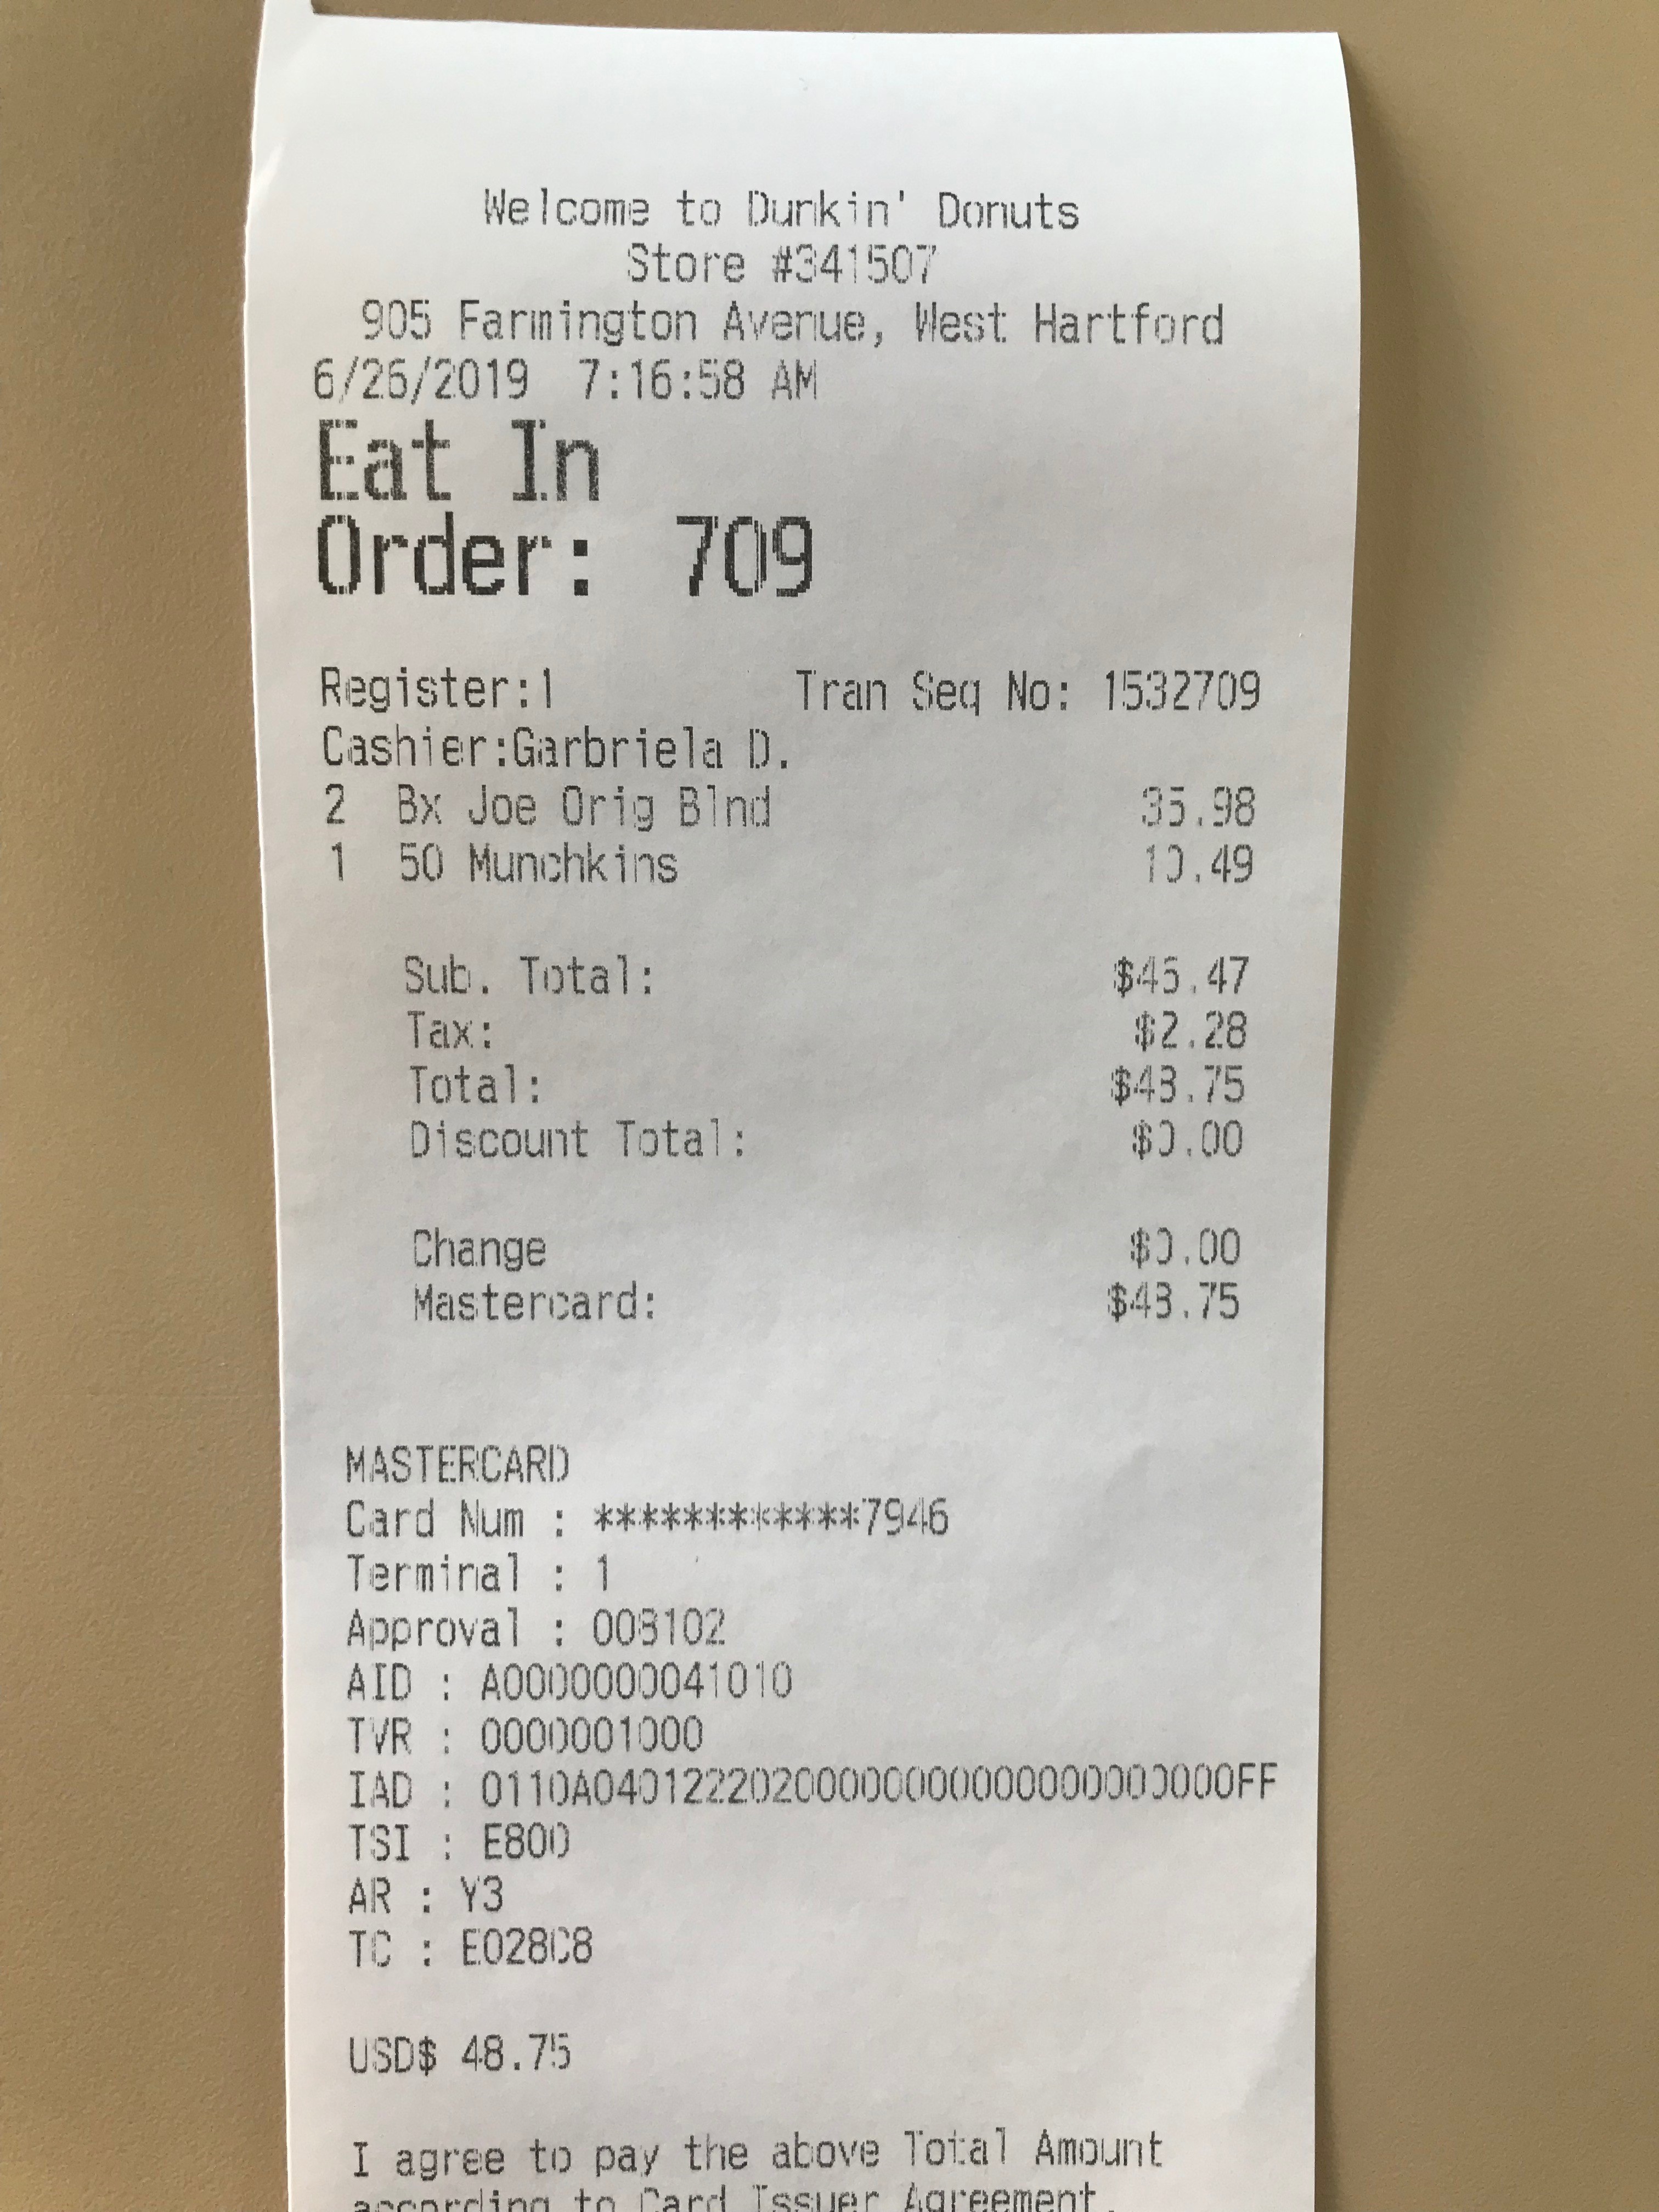 Welcome to Dunkin' Donuts
Store #341507
905 Farmington Avenue, West Hartford
6/26/2019 7:16:58 AM
Eat In
Order: 709
Register:1 Tran Seq No: 1532709
Cashier:Garbriela D.
2 Bx Joe Orig Blnd 35.98
1 50 Munchkins 10.49
Sub. Total: $46.47
Tax: $2.28
Total: $48.75
Discount Total: $0.00
Change $0.00
Mastercard: $48.75
MASTERCARD
Card Num : ************7946
Terminal : 1
Approval : 008102
AID : A0000000041010
TVR : 0000001000
IAD : 0110A04012220200000000000000000000FF
TSI : E800
AR : Y3
TC : E028C8
USD$ 48.75
I agree to pay the above Total Amount
according to Card Issuer Agreement.